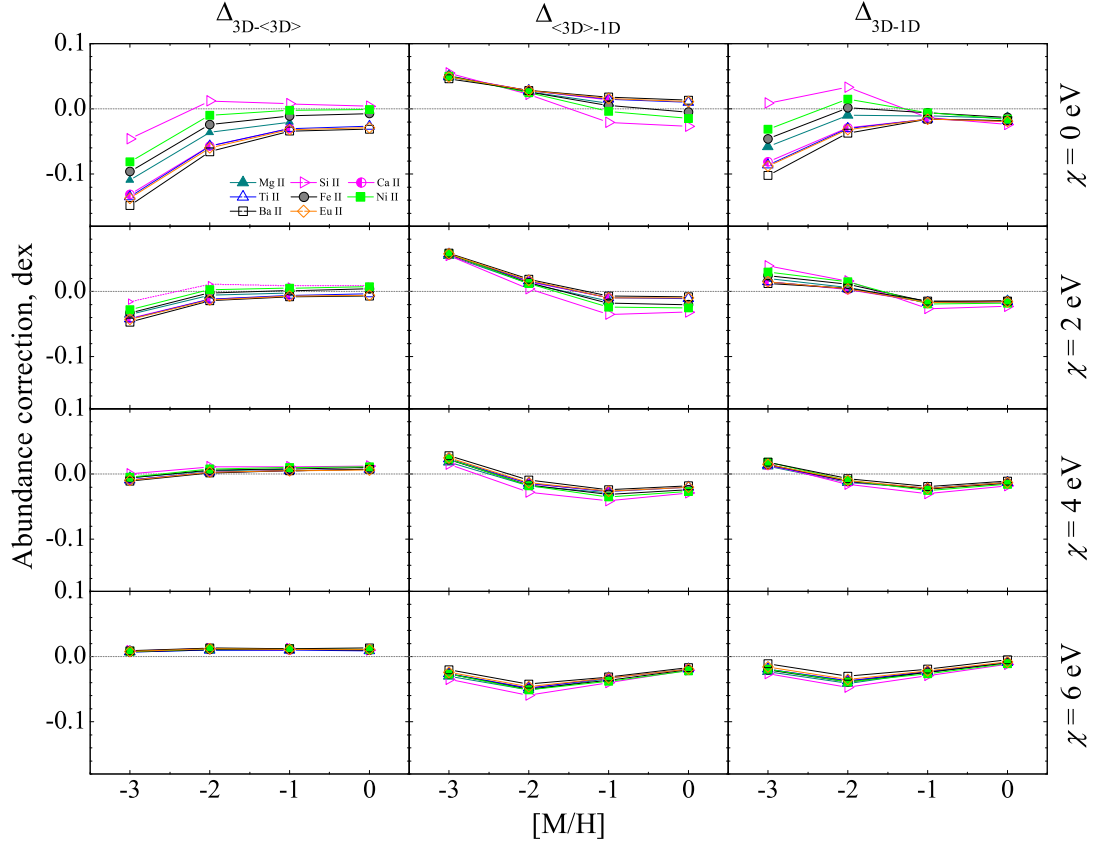 Δ3D-<3D> Δ<3D>-1D Δ3D-1D
0.1
0.0
-0.1
Mg II Si II Ca II
Ti II Fe II Ni II
Ba II Eu II
χ = 0 eV
0.0
-0.1
χ = 2 eV
0.1
0.0
-0.1
χ = 4 eV
0.1
0.0
-0.1
χ = 6 eV
Abundance correction, dex
-3 -2 -1 0 -3 -2 -1 0 -3 -2 -1 0
[M/H]